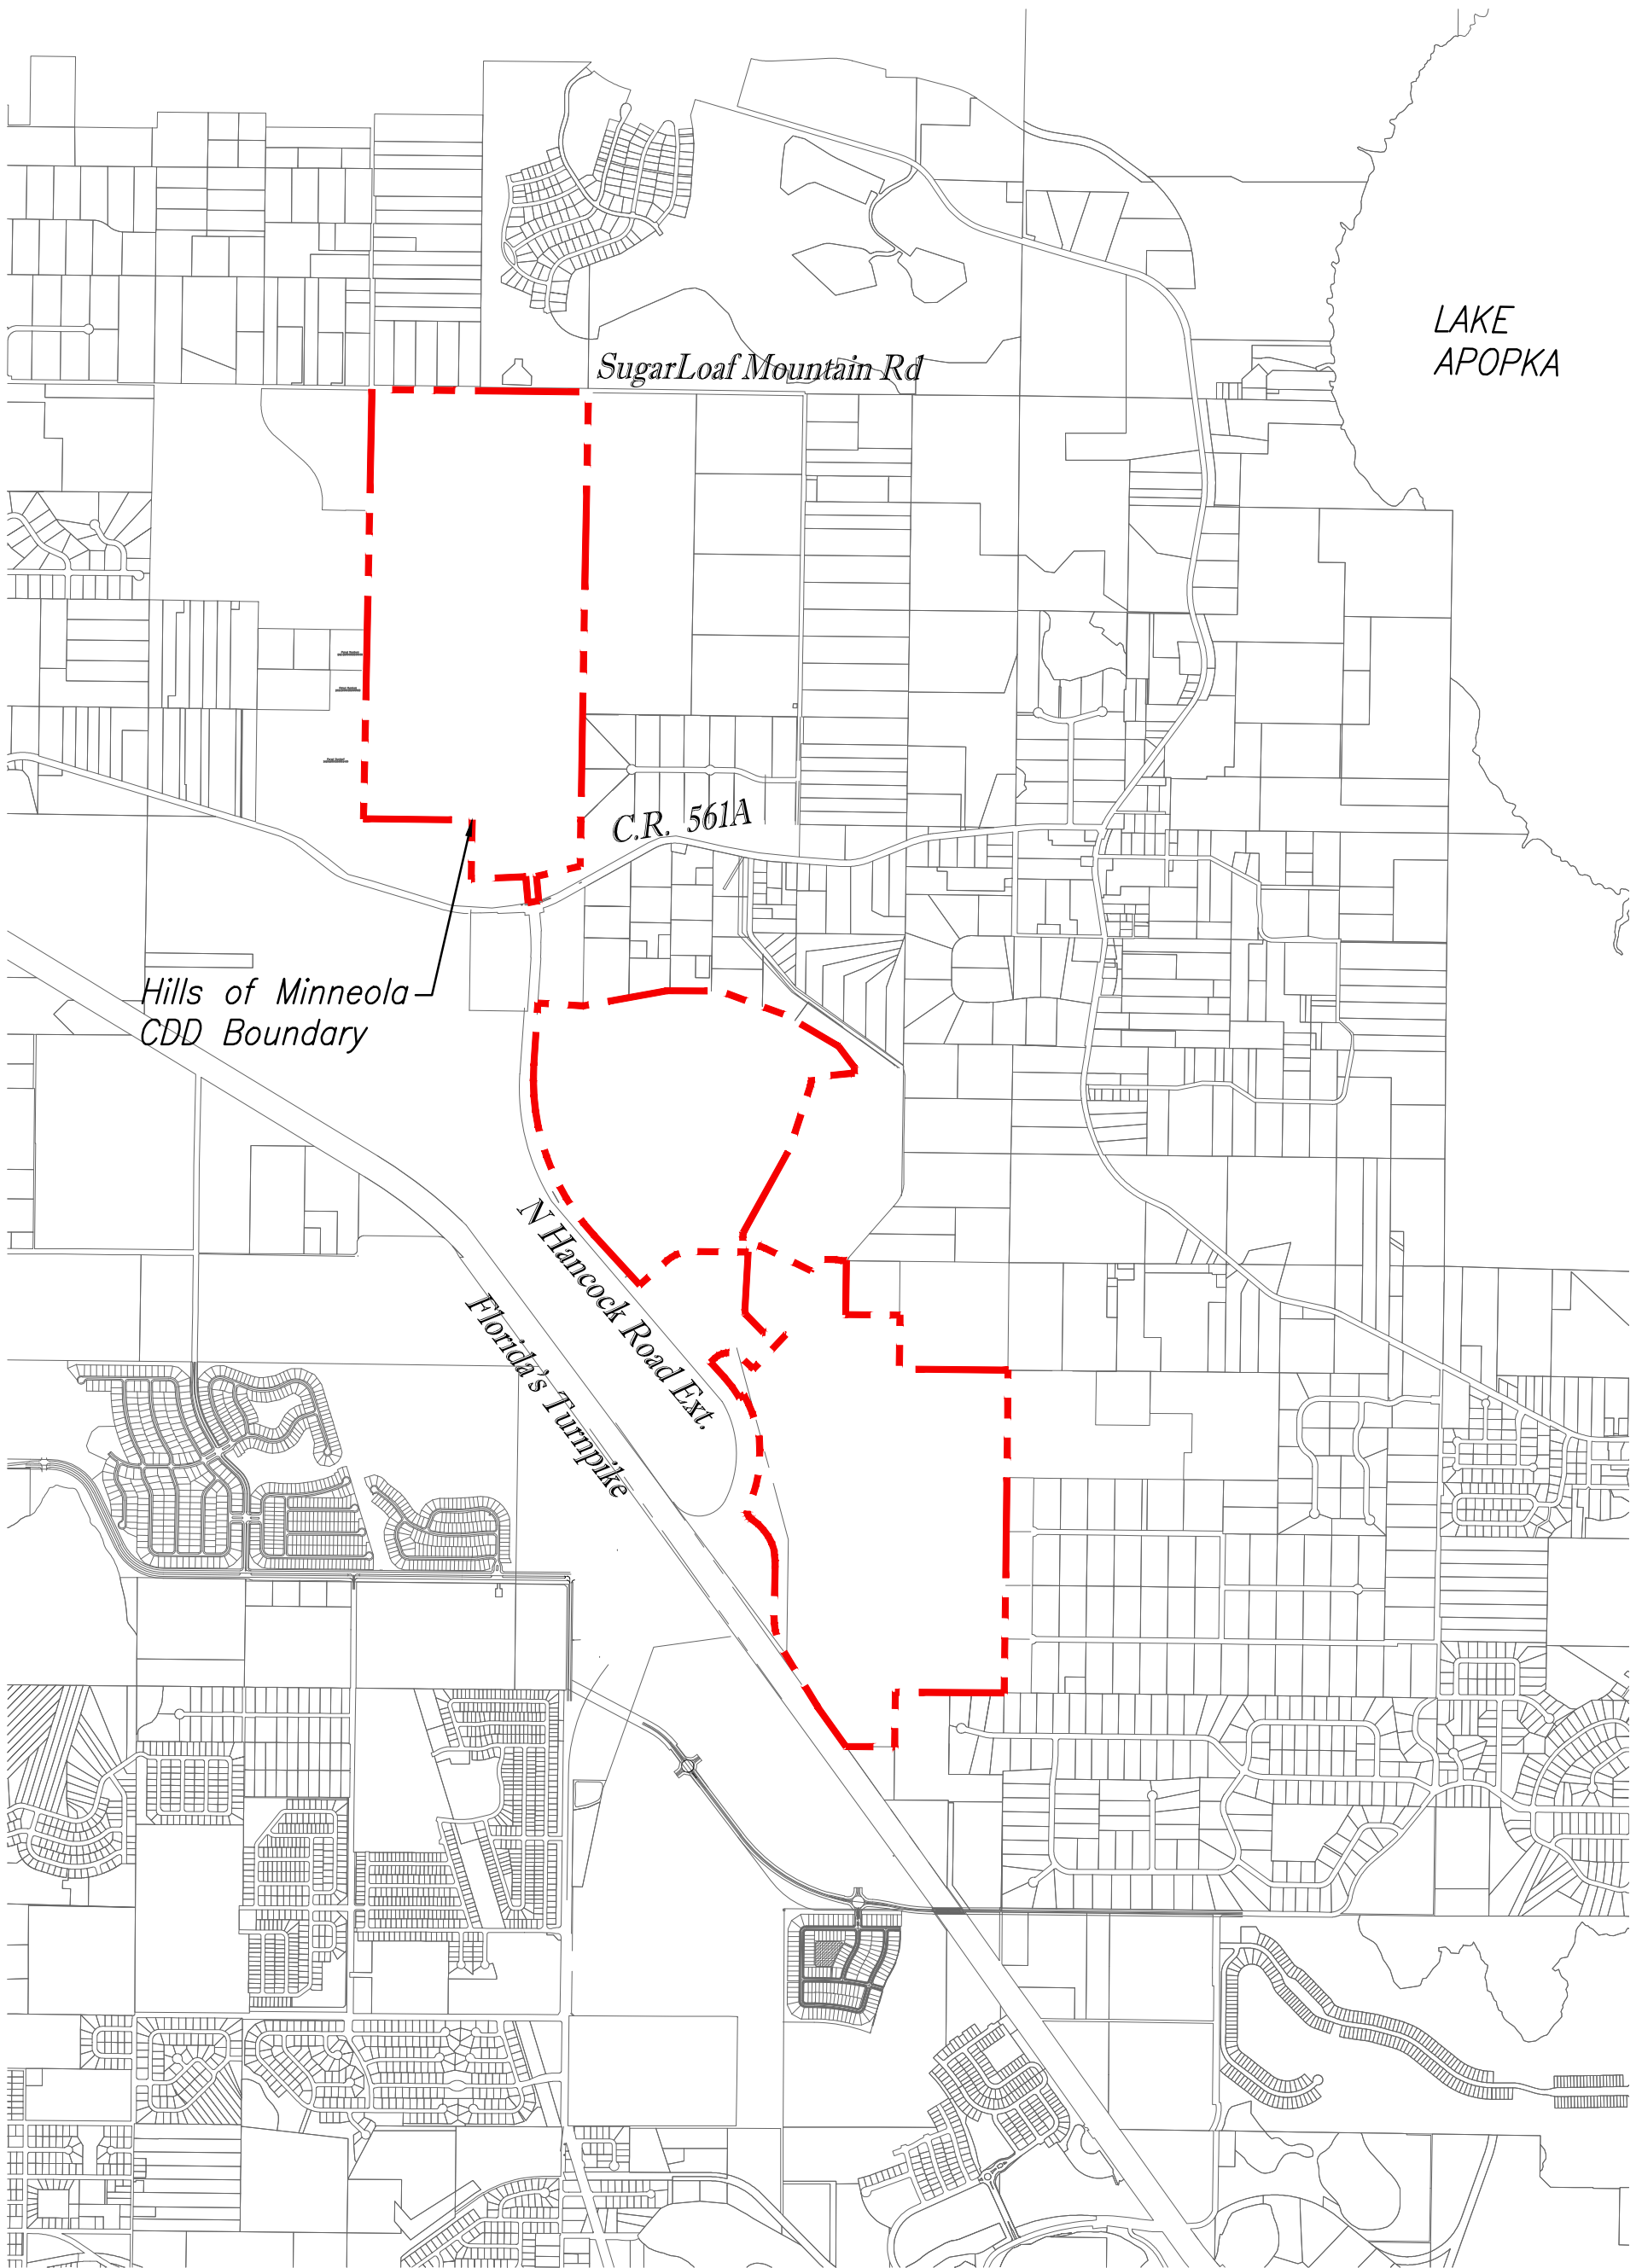 LAKE
APOPKA
SugarLoaf Mountain Rd
C.R. 561A
Hills of Minneola
CDD Boundary
N Hancock Road Ext.
Florida's Turnpike